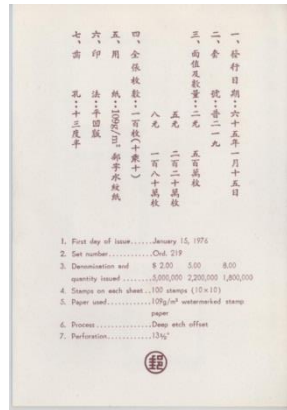 一、發行日期：六十五年一月十五日
二、套　　號：普二一九
三、面值及數量：二元　五百萬枚
五元　二百二十萬枚
八元　一百八十萬枚
四、全張枚數：一百枚（十乘十）
五、用　　紙：109g/m² 郵字水紋紙
六、印　　法：平凹版
七、齒　　孔：十三度半
1. First day of issue......January 15, 1976
2. Set number...............Ord. 219
3. Denomination and $ 2.00 5.00 8.00
quantity issued...........5,000,000 2,200,000 1,800,000
4. Stamps on each sheet...100 stamps (10×10)
5. Paper used...............109g/m² watermarked stamp
paper
6. Process..................Deep etch offset
7. Perforation..............13½°
郵